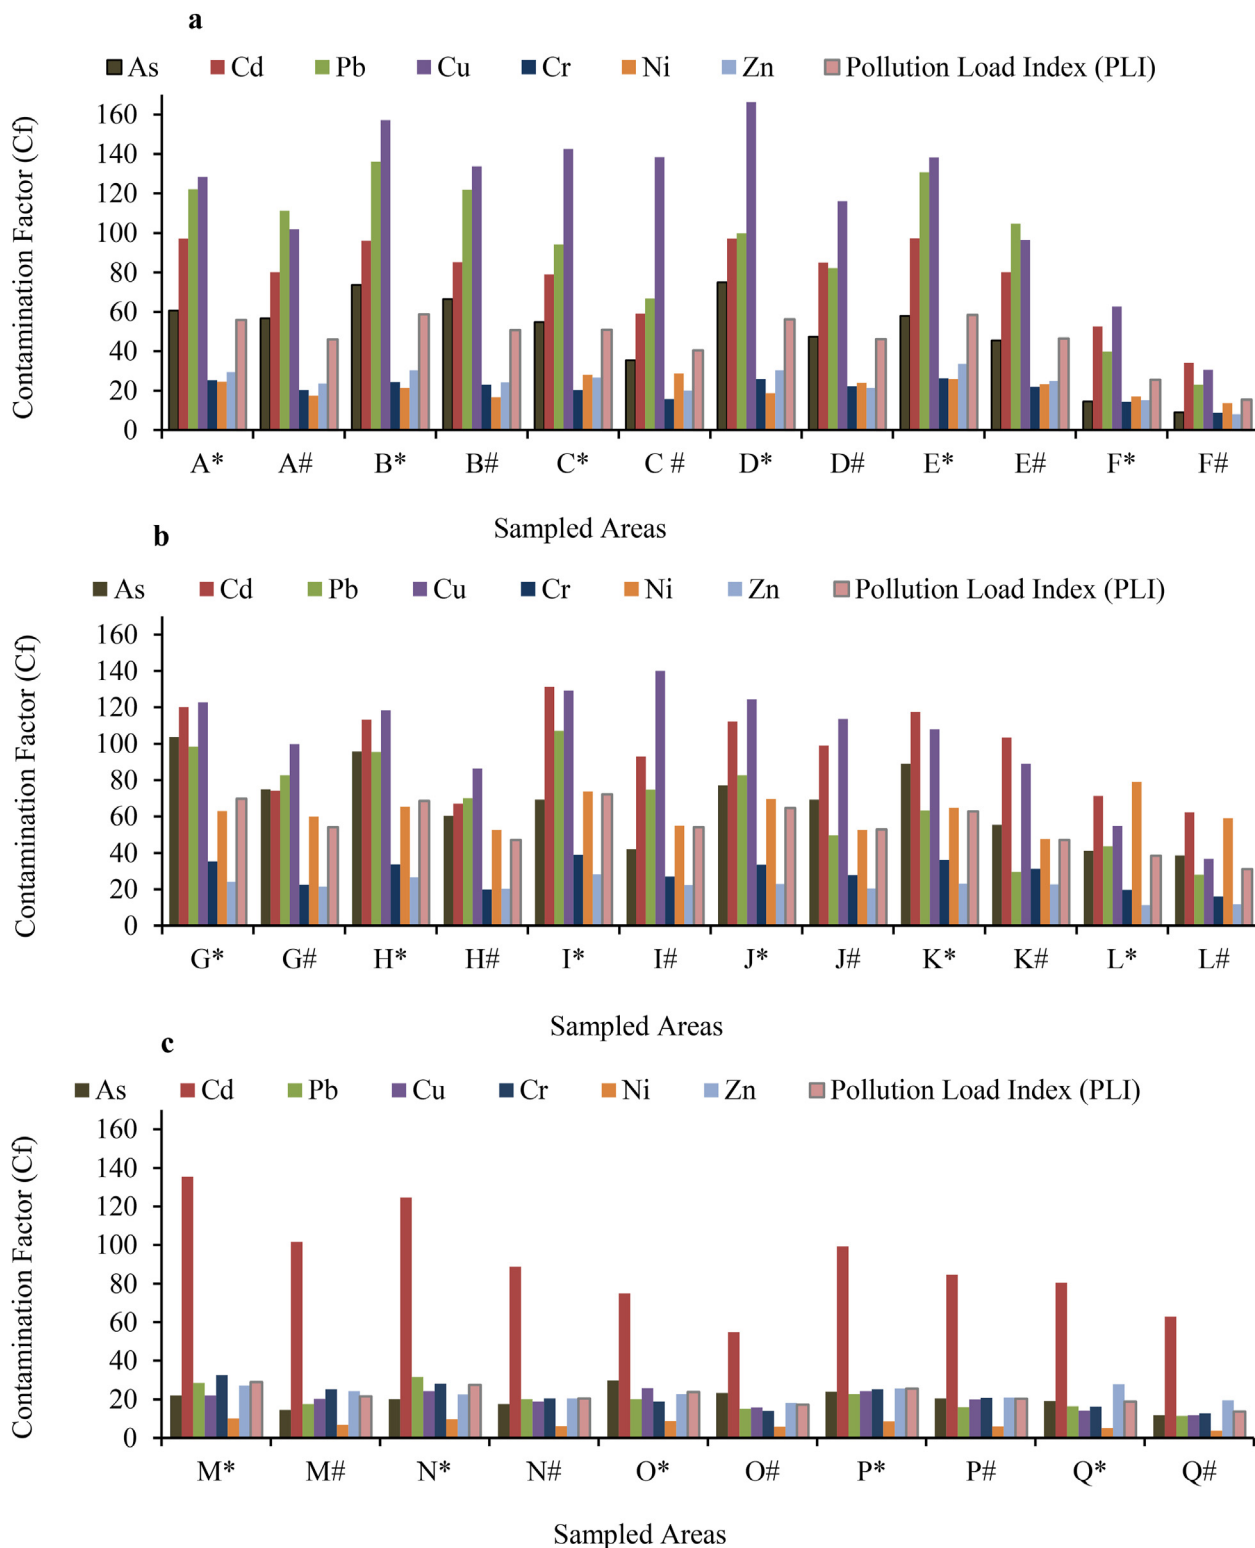 a
As Cd Pb Cu Cr Ni Zn Pollution Load Index (PLI)
Contamination Factor (Cf)
160
140
120
100
80
60
40
20
0
A* A# B* B# C* C # D* D# E* E# F* F#
Sampled Areas
b
As Cd Pb Cu Cr Ni Zn Pollution Load Index (PLI)
Contamination Factor (Cf)
160
140
120
100
80
60
40
20
0
G* G# H* H# I* I# J* J# K* K# L* L#
Sampled Areas
c
As Cd Pb Cu Cr Ni Zn Pollution Load Index (PLI)
Contamination Factor (Cf)
160
140
120
100
80
60
40
20
0
M* M# N* N# O* O# P* P# Q* Q#
Sampled Areas